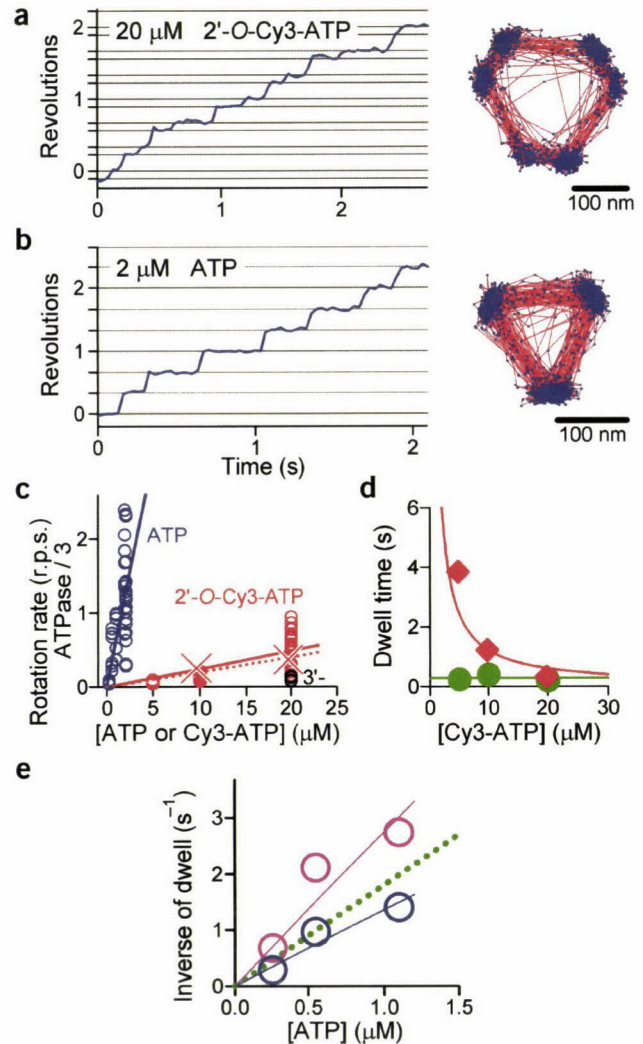 a
20 μM 2'-O-Cy3-ATP
Revolutions
2
1
0
0
1
2
100 nm
b
2 μM ATP
Revolutions
2
1
0
0
1
2
Time (s)
100 nm
c
Rotation rate (r.p.s.)
ATPase / 3
2
1
0
ATP
2'-O-Cy3-ATP
3'-
0 5 10 15 20 25
[ATP or Cy3-ATP] (μM)
d
Dwell time (s)
6
4
2
0
0 10 20 30
[Cy3-ATP] (μM)
e
Inverse of dwell (s⁻¹)
3
2
1
0
0.0 0.5 1.0 1.5
[ATP] (μM)